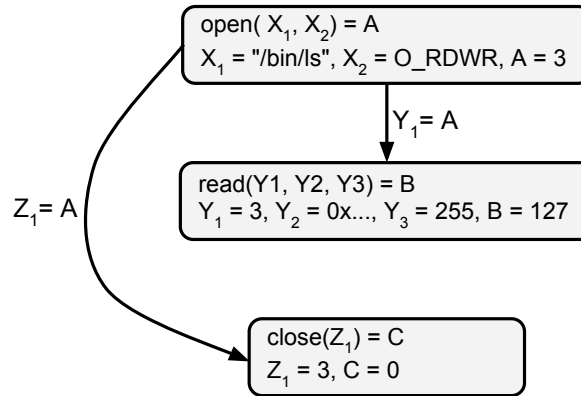 open( X₁, X₂) = A
X₁ = "/bin/ls", X₂ = O_RDWR, A = 3
Y₁= A
read(Y1, Y2, Y3) = B
Y₁ = 3, Y₂ = 0x..., Y₃ = 255, B = 127
Z₁= A
close(Z₁) = C
Z₁ = 3, C = 0